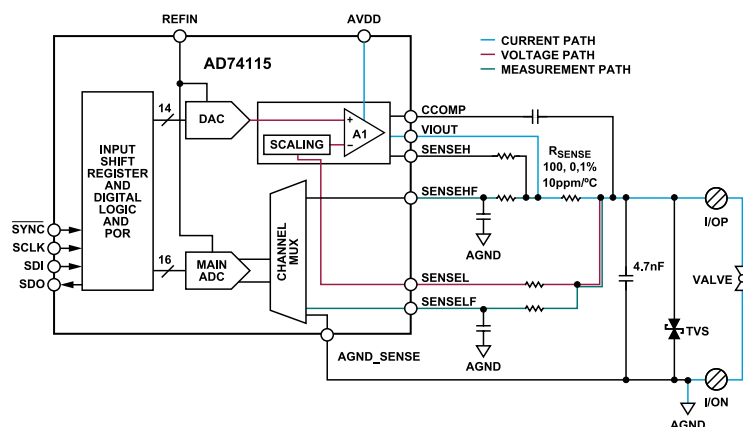 REFIN
AVDD
AD74115
CURRENT PATH
VOLTAGE PATH
MEASUREMENT PATH
14
DAC
+
A1
−
SCALING
CCOMP
VIOUT
SENSEH
RSENSE
100, 0,1%
10ppm/ºC
INPUT
SHIFT
REGISTER
AND
DIGITAL
LOGIC
AND
POR
SYNC
SCLK
SDI
SDO
16
MAIN
ADC
CHANNEL
MUX
SENSEHF
AGND
SENSEL
SENSELF
AGND
AGND_SENSE
4.7nF
TVS
I/OP
VALVE
I/ON
AGND